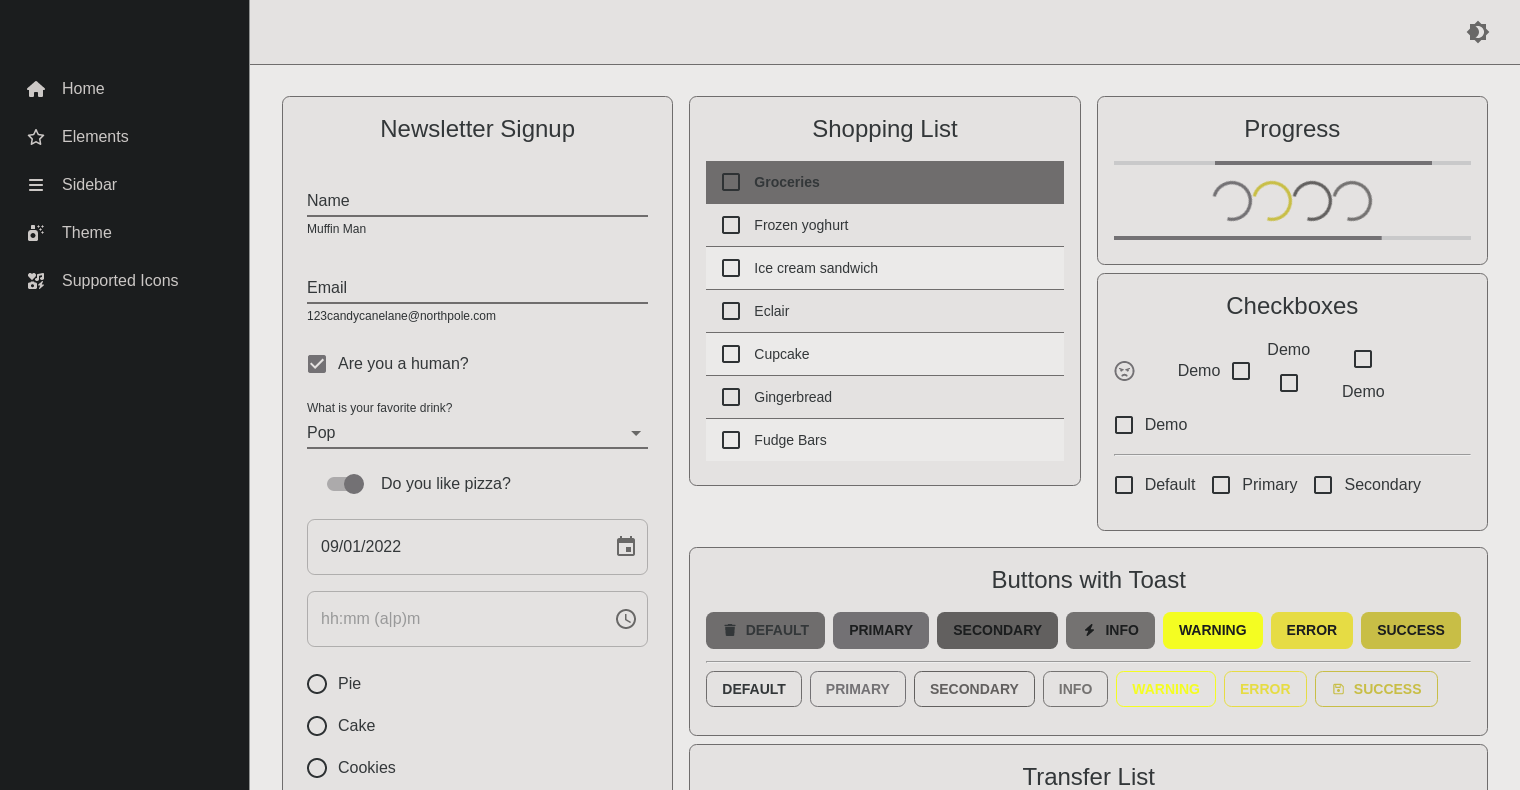 Home
Elements
Sidebar
Theme
Supported Icons
Newsletter Signup
Name
Muffin Man
Email
123candycanelane@northpole.com
Are you a human?
What is your favorite drink?
Pop
Do you like pizza?
09/01/2022
hh:mm (a|p)m
Pie
Cake
Cookies
Shopping List
Groceries
Frozen yoghurt
Ice cream sandwich
Eclair
Cupcake
Gingerbread
Fudge Bars
Progress
Checkboxes
Demo
Demo
Demo
Demo
Default Primary Secondary
Buttons with Toast
DEFAULT PRIMARY SECONDARY INFO WARNING ERROR SUCCESS
DEFAULT PRIMARY SECONDARY INFO WARNING ERROR SUCCESS
Transfer List